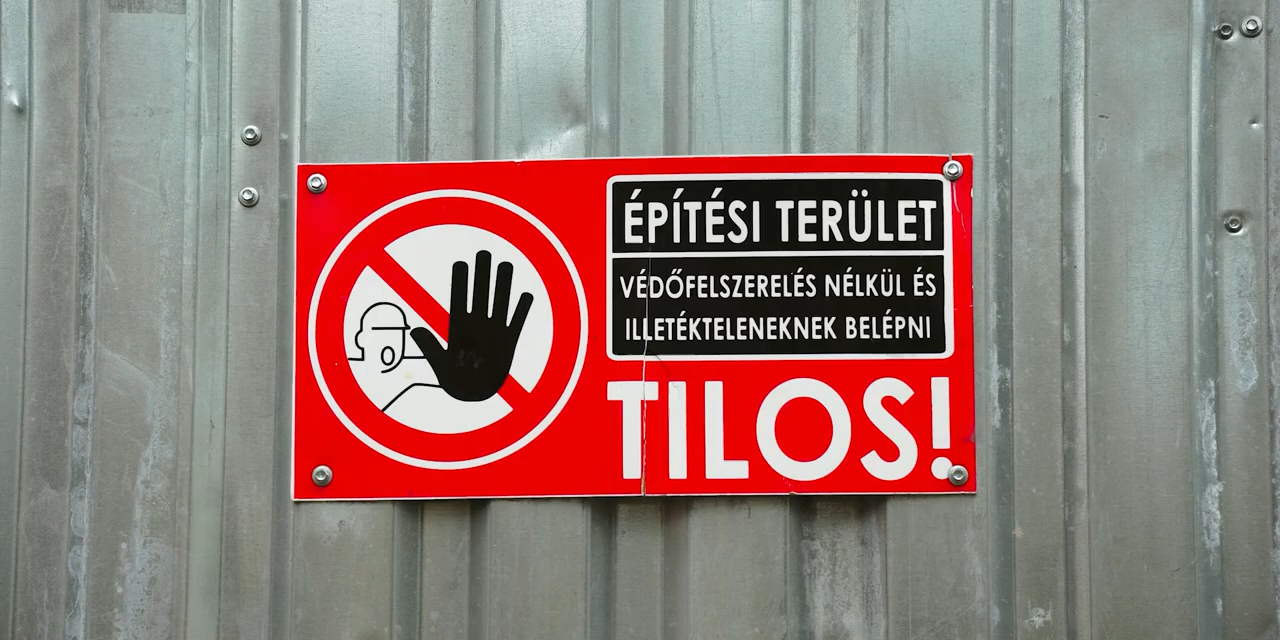 ÉPÍTÉSI TERÜLET
VÉDŐFELSZERELÉS NÉLKÜL ÉS
ILLETÉKTELENEKNEK BELÉPNI
TILOS!